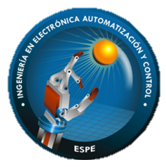 INGENIERÍA EN ELECTRÓNICA AUTOMATIZACIÓN Y CONTROL
ESPE